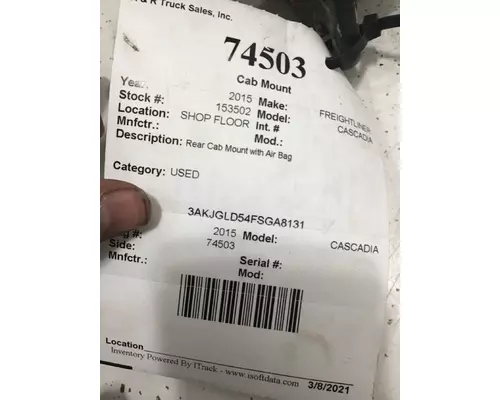 & R Truck Sales, Inc.
74503
Cab Mount
Year: 2015 Make: FREIGHTLINER
Stock #: 153502 Model: CASCADIA
Location: SHOP FLOOR Int. #
Mnfctr.: Mod.:
Description: Rear Cab Mount with Air Bag
Category: USED
3AKJGLD54FSGA8131
#: 2015 Model: CASCADIA
Side: 74503 Serial #:
Mnfctr.: Mod:
Location
Inventory Powered By ITrack - www.isoftdata.com 3/8/2021